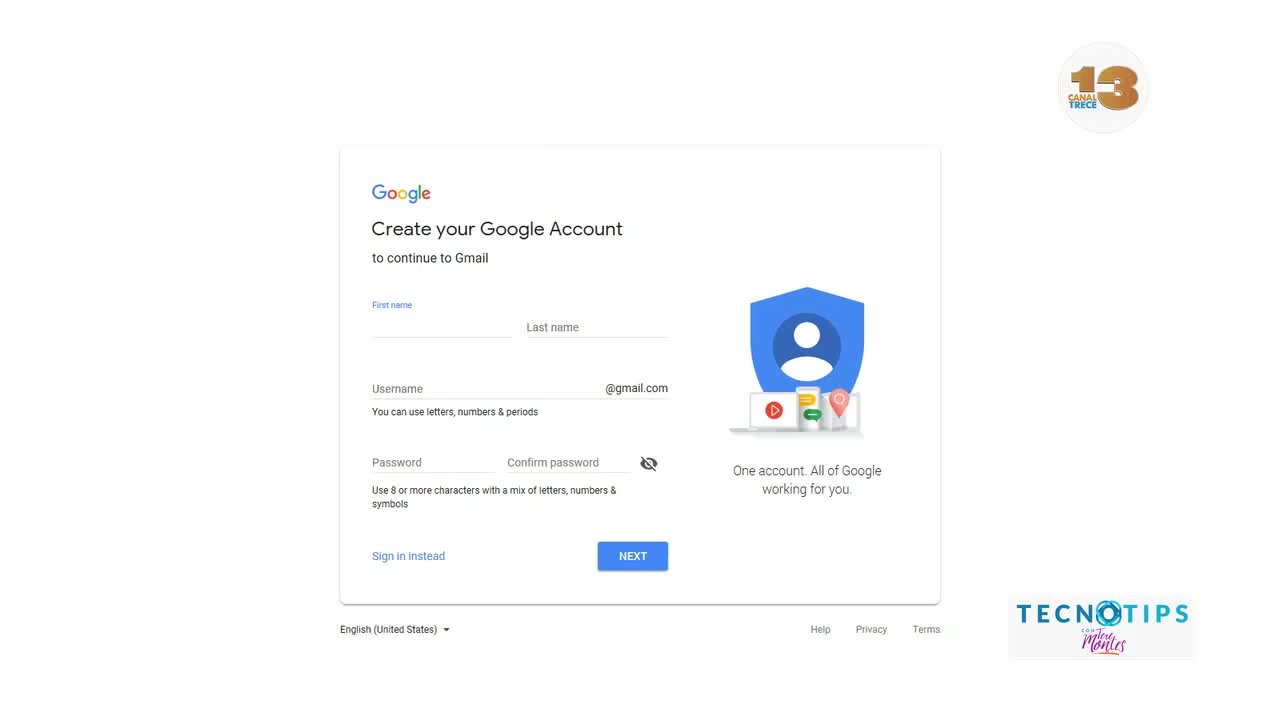 13
CANAL
TRECE
Google
Create your Google Account
to continue to Gmail
First name
Last name
Username
@gmail.com
You can use letters, numbers & periods
Password
Confirm password
Use 8 or more characters with a mix of letters, numbers &
symbols
One account. All of Google
working for you.
Sign in instead
NEXT
English (United States)
Help
Privacy
Terms
TECNOTIPS
CON Tere
Montes